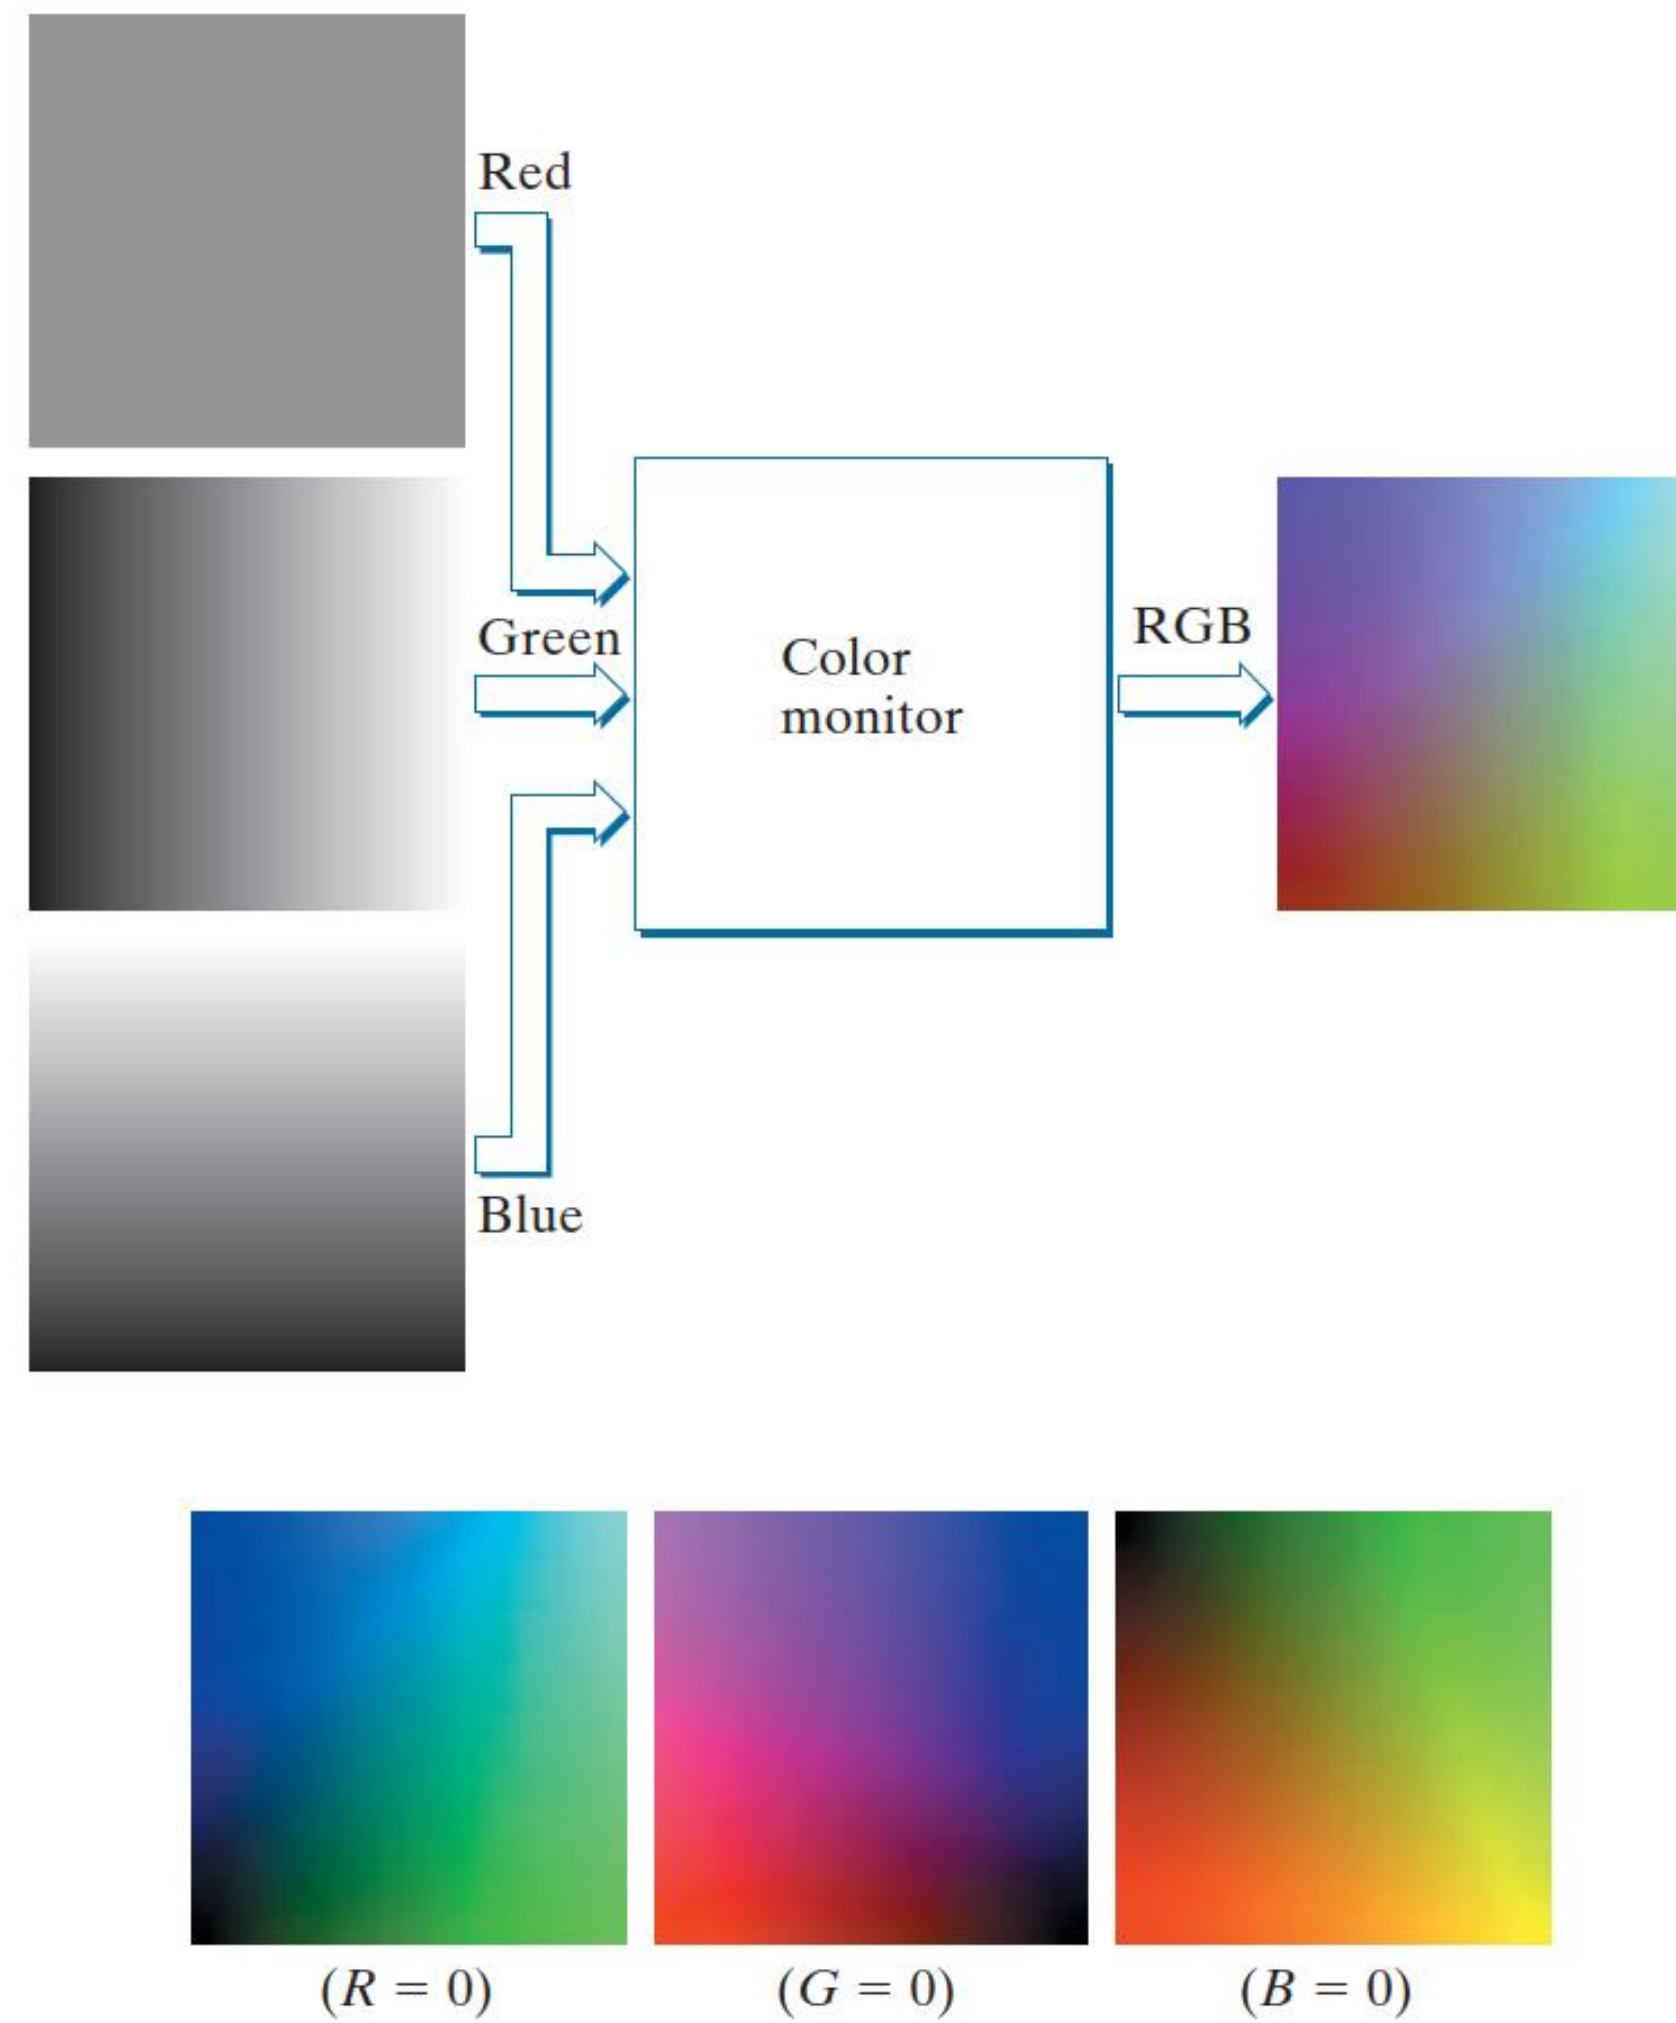 Red
Green
Color
monitor
RGB
Blue
(R = 0)
(G = 0)
(B = 0)